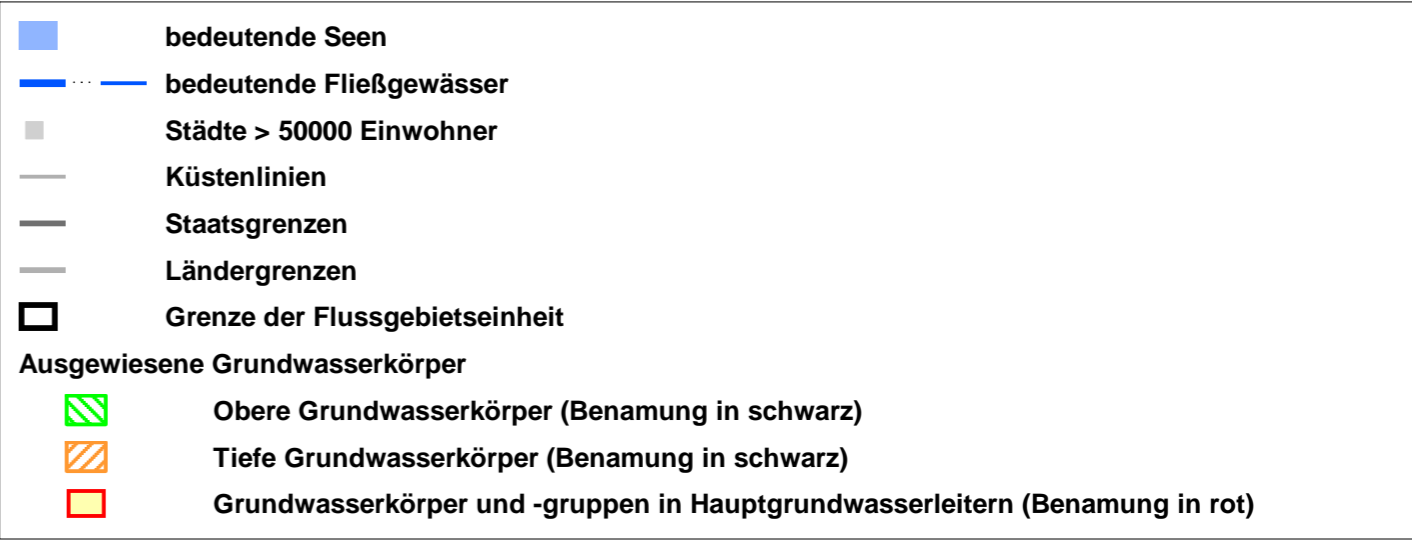 bedeutende Seen
... bedeutende Fließgewässer
Städte > 50000 Einwohner
Küstenlinien
Staatsgrenzen
Ländergrenzen
Grenze der Flussgebietseinheit
Ausgewiesene Grundwasserkörper
Obere Grundwasserkörper (Benamung in schwarz)
Tiefe Grundwasserkörper (Benamung in schwarz)
Grundwasserkörper und -gruppen in Hauptgrundwasserleitern (Benamung in rot)